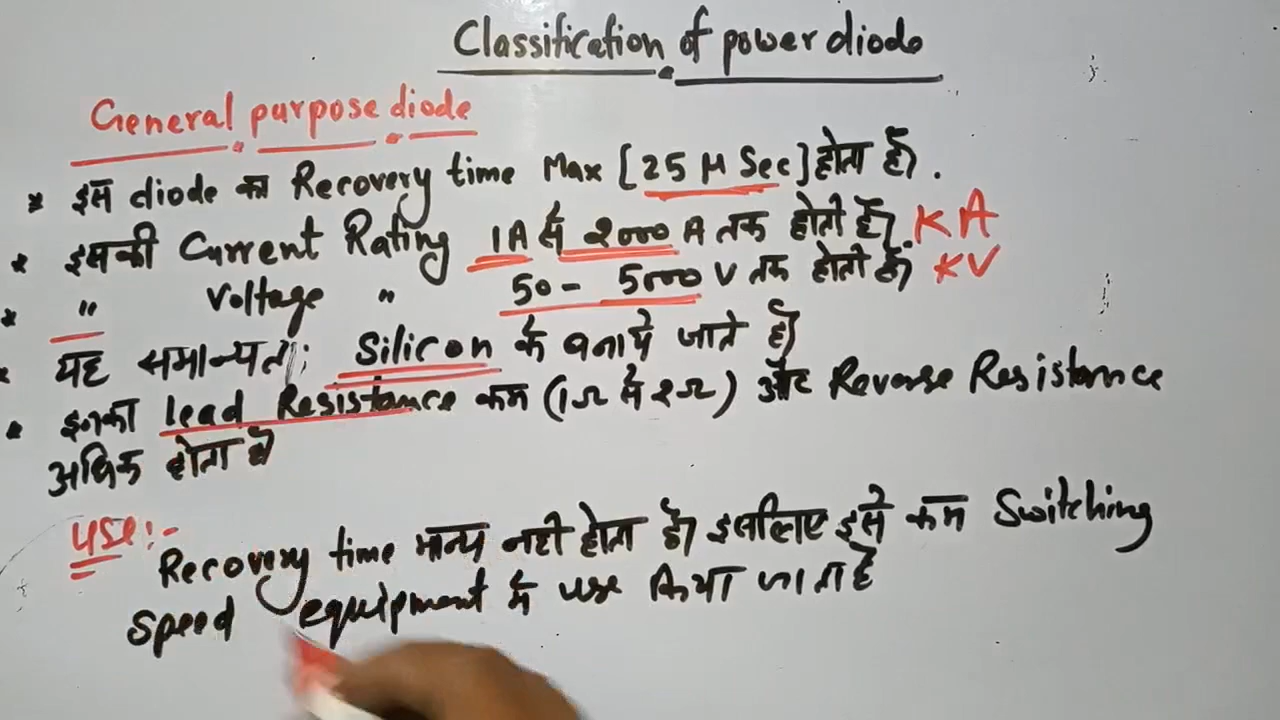 Classification of power diode
General purpose diode
* इस diode का Recovery time Max [25 μ Sec] होता है।.
* इसकी Current Rating 1A से 2000 A तक होती है। KA
* " Voltage " 50 - 5000 V तक होती है। KV
* यह समान्यत: Silicon के बनाये जाते है।
* इनका lead Resistance कम (1Ω से 2Ω) और Reverse Resistance
अधिक होता है
use:-
Recovery time मान्य नही होता है। इसलिए इसे कम Switching
Speed equipment मे use किया जाता है